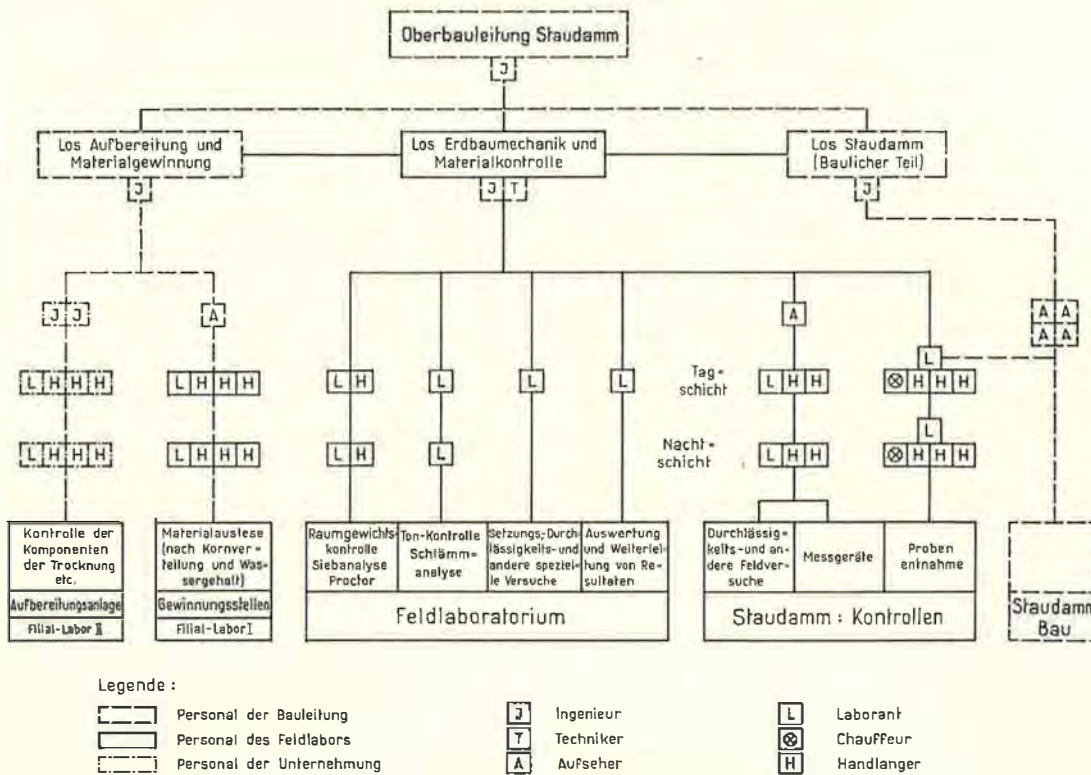 Oberbauleitung Staudamm
J
Los Aufbereitung und
Materialgewinnung
J
Los Erdbaumechanik und
Materialkontrolle
J T
Los Staudamm
(Baulicher Teil)
J
J J
A
A
A A
A A
Tag=
schicht
L H H H
L H H H
L H
L
L
L
L H H
L
H H H
Nacht=
schicht
L H H H
L H H H
L H
L
L H H
L
H H H
Kontrolle der
Komponenten
der Trocknung
etc.
Aufbereitungsanlage
Filial-Labor II
Materialaustese
(nach Kornver=
teilung und Was=
sergehalt)
Gewinnungsstellen
Filial-Labor I
Raumgewichts=
kontrolle
Siebanalyse
Proctor
Ton-Kontrolle
Schlämm=
analyse
Setzungs,-Durch=
lässigkeits-und
andere speziel=
le Versuche
Auswertung
und Weiterlei=
tung von Re=
sultaten
Feldlaboratorium
Durchlässig=
keits-und an=
dere Feldver=
suche
Messgeräte
Proben
entnahme
Staudamm : Kontrollen
Staudamm
Bau
Legende :
Personal der Bauleitung
Personal des Feldlabors
Personal der Unternehmung
J Ingenieur
T Techniker
A Aufseher
L Laborant
Chauffeur
H Handlanger